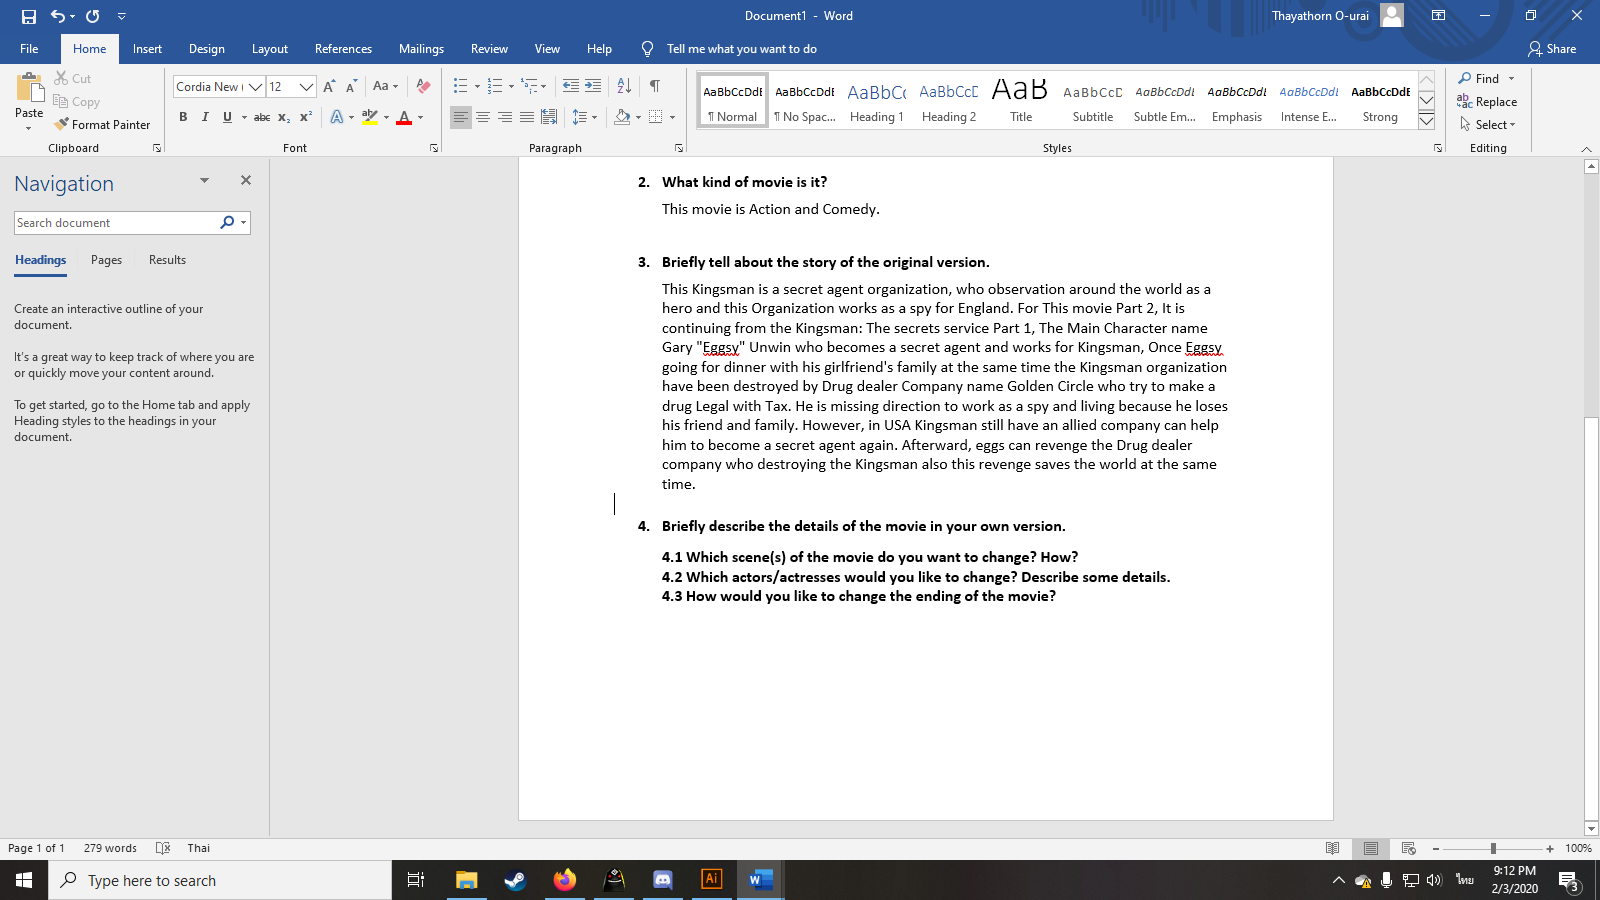 Document1 - Word
Thayathorn O-urai
File Home Insert Design Layout References Mailings Review View Help Tell me what you want to do Share
Paste
Cut
Copy
Format Painter
Clipboard
Cordia New ( 12
Font
Paragraph
AaBbCcDdE AaBbCcDdE AaBbCc AaBbCcC AaB AaBbCcC AaBbCcDdE AaBbCcDdE AaBbCcDdE AaBbCcDdE
¶ Normal ¶ No Spac... Heading 1 Heading 2 Title Subtitle Subtle Em... Emphasis Intense E... Strong
Styles
Find
Replace
Select
Editing
Navigation
Search document
Headings Pages Results
Create an interactive outline of your
document.
It's a great way to keep track of where you are
or quickly move your content around.
To get started, go to the Home tab and apply
Heading styles to the headings in your
document.
2. What kind of movie is it?
This movie is Action and Comedy.
3. Briefly tell about the story of the original version.
This Kingsman is a secret agent organization, who observation around the world as a
hero and this Organization works as a spy for England. For This movie Part 2, It is
continuing from the Kingsman: The secrets service Part 1, The Main Character name
Gary "Eggsy" Unwin who becomes a secret agent and works for Kingsman, Once Eggsy
going for dinner with his girlfriend's family at the same time the Kingsman organization
have been destroyed by Drug dealer Company name Golden Circle who try to make a
drug Legal with Tax. He is missing direction to work as a spy and living because he loses
his friend and family. However, in USA Kingsman still have an allied company can help
him to become a secret agent again. Afterward, eggs can revenge the Drug dealer
company who destroying the Kingsman also this revenge saves the world at the same
time.
4. Briefly describe the details of the movie in your own version.
4.1 Which scene(s) of the movie do you want to change? How?
4.2 Which actors/actresses would you like to change? Describe some details.
4.3 How would you like to change the ending of the movie?
Page 1 of 1 279 words Thai
100%
Type here to search
ไทย
9:12 PM
2/3/2020
3